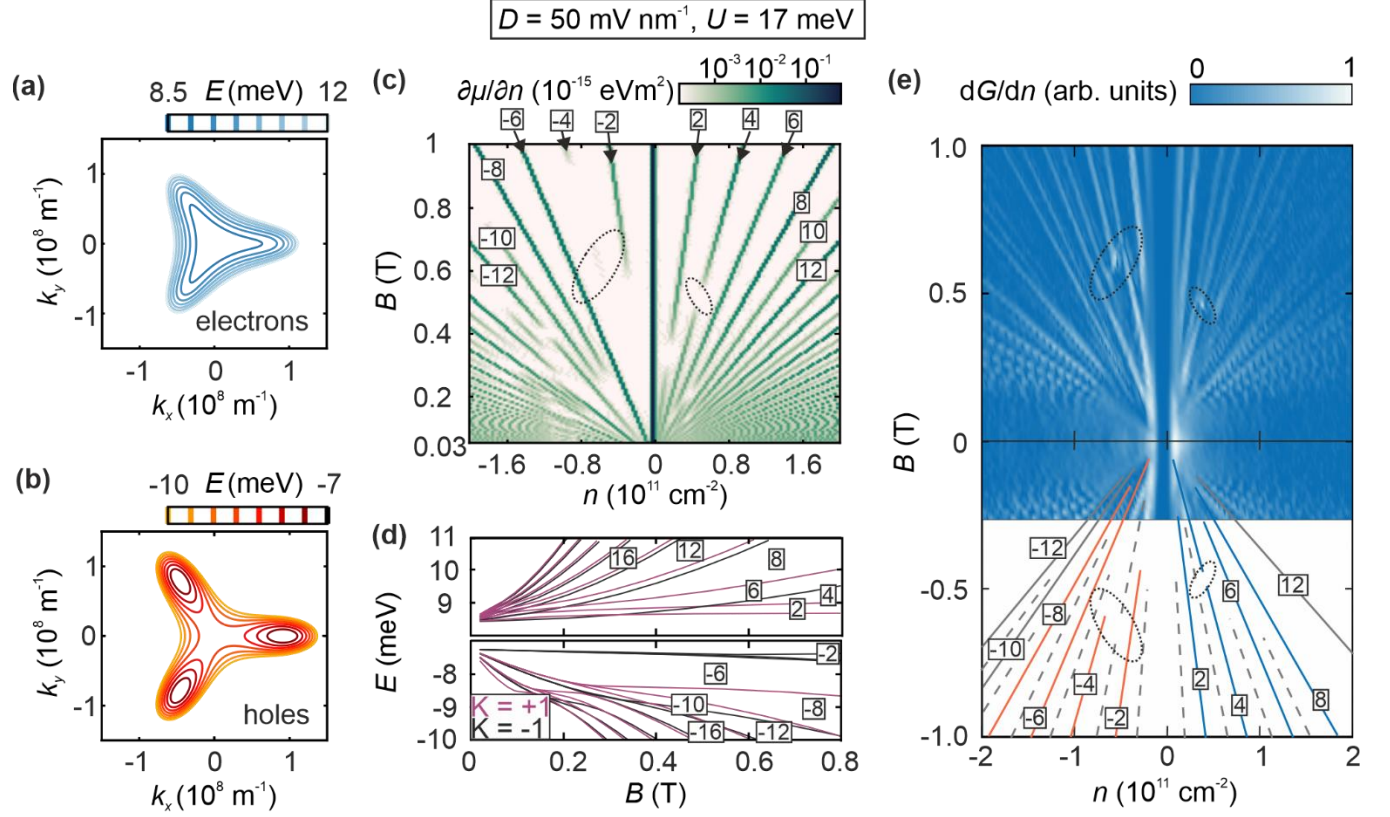 D = 50 mV nm⁻¹, U = 17 meV
(a)
8.5 E (meV) 12
1
0
-1
k_y (10⁸ m⁻¹)
electrons
-1 0 1
k_x (10⁸ m⁻¹)
(b)
-10 E (meV) -7
1
0
-1
k_y (10⁸ m⁻¹)
holes
-1 0 1
k_x (10⁸ m⁻¹)
(c)
10⁻³ 10⁻² 10⁻¹
∂μ/∂n (10⁻¹⁵ eVm²)
-6 -4 -2 2 4 6
1
0.8
0.6
0.4
0.2
0.03
B (T)
-8
-10
-12
8
10
12
-1.6 -0.8 0 0.8 1.6
n (10¹¹ cm⁻²)
(d)
11
10
9
16 12 8
6 4
2
E (meV)
-8
-9
-10
-2
-6
-10 -8
-16 -12
K = +1
K = -1
0 0.2 0.4 0.6 0.8
B (T)
(e)
0 1
dG/dn (arb. units)
1.0
0.5
0
-0.5
-1.0
B (T)
-12
-10
-8
-6
-4
-2
2
4
6
8
12
-2 -1 0 1 2
n (10¹¹ cm⁻²)